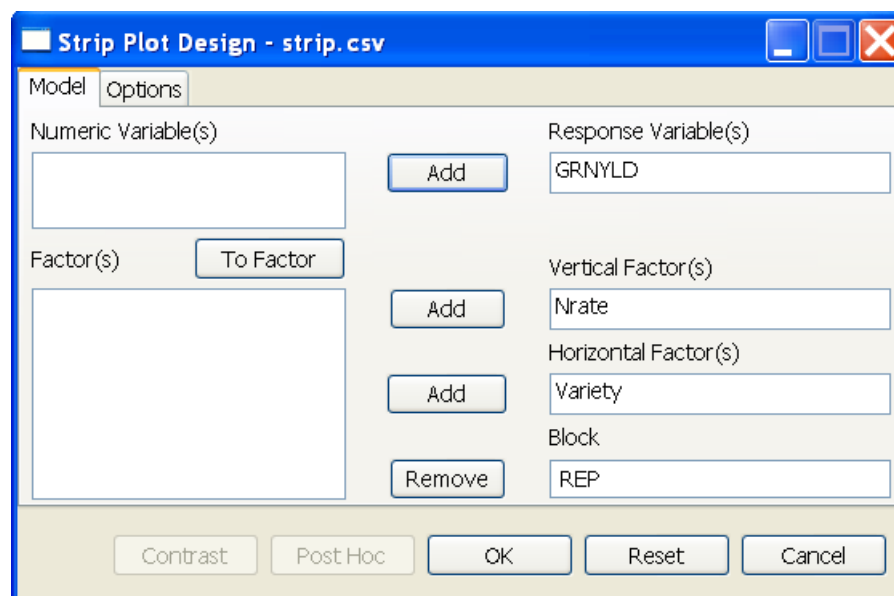 Strip Plot Design - strip.csv
Model Options
Numeric Variable(s)
Response Variable(s)
Add
GRNYLD
Factor(s)
To Factor
Vertical Factor(s)
Add
Nrate
Horizontal Factor(s)
Add
Variety
Block
Remove
REP
Contrast Post Hoc OK Reset Cancel